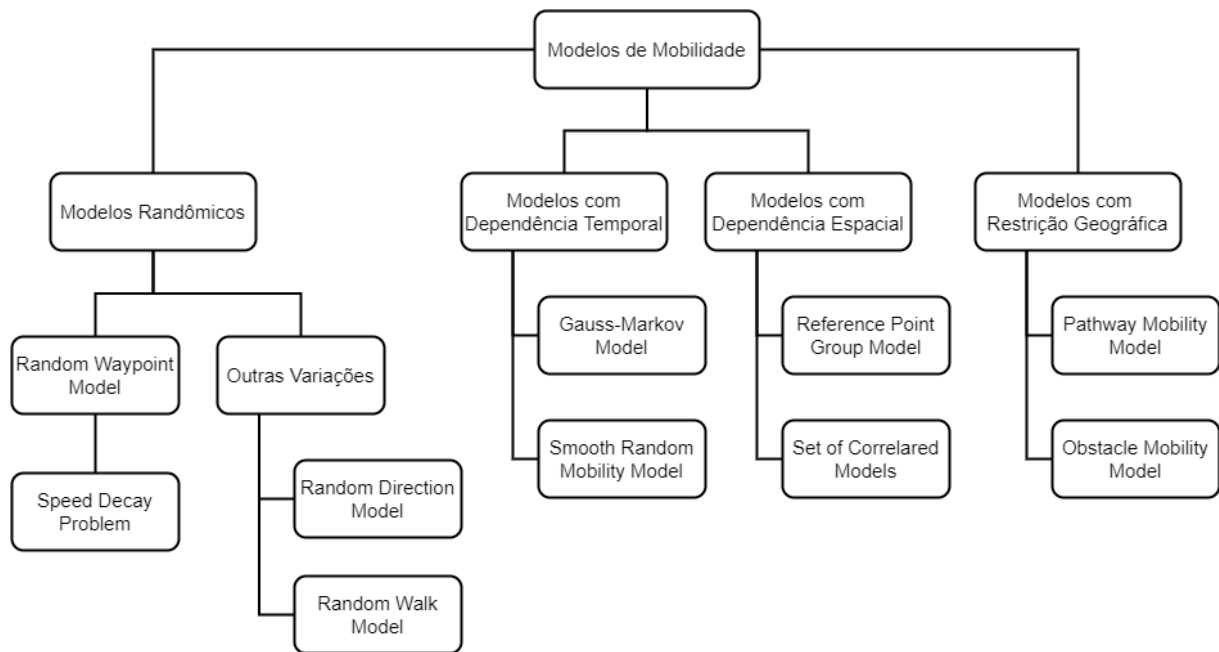 Modelos de Mobilidade
Modelos Randômicos
Modelos com
Dependência Temporal
Modelos com
Dependência Espacial
Modelos com
Restrição Geográfica
Random Waypoint
Model
Outras Variações
Gauss-Markov
Model
Reference Point
Group Model
Pathway Mobility
Model
Speed Decay
Problem
Random Direction
Model
Smooth Random
Mobility Model
Set of Correlared
Models
Obstacle Mobility
Model
Random Walk
Model